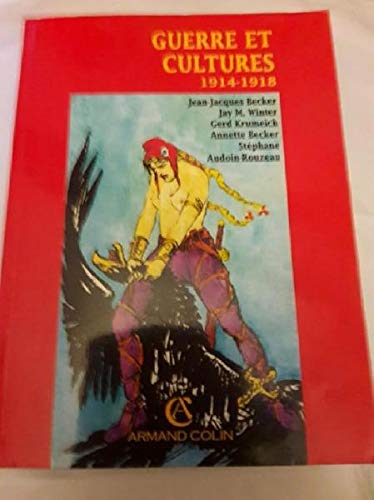 GUERRE ET
CULTURES
1914-1918
Jean-Jacques Becker
Jay M. Winter
Gerd Krumeich
Annette Becker
Stéphane
Audoin-Rouzeau
AC
ARMAND COLIN